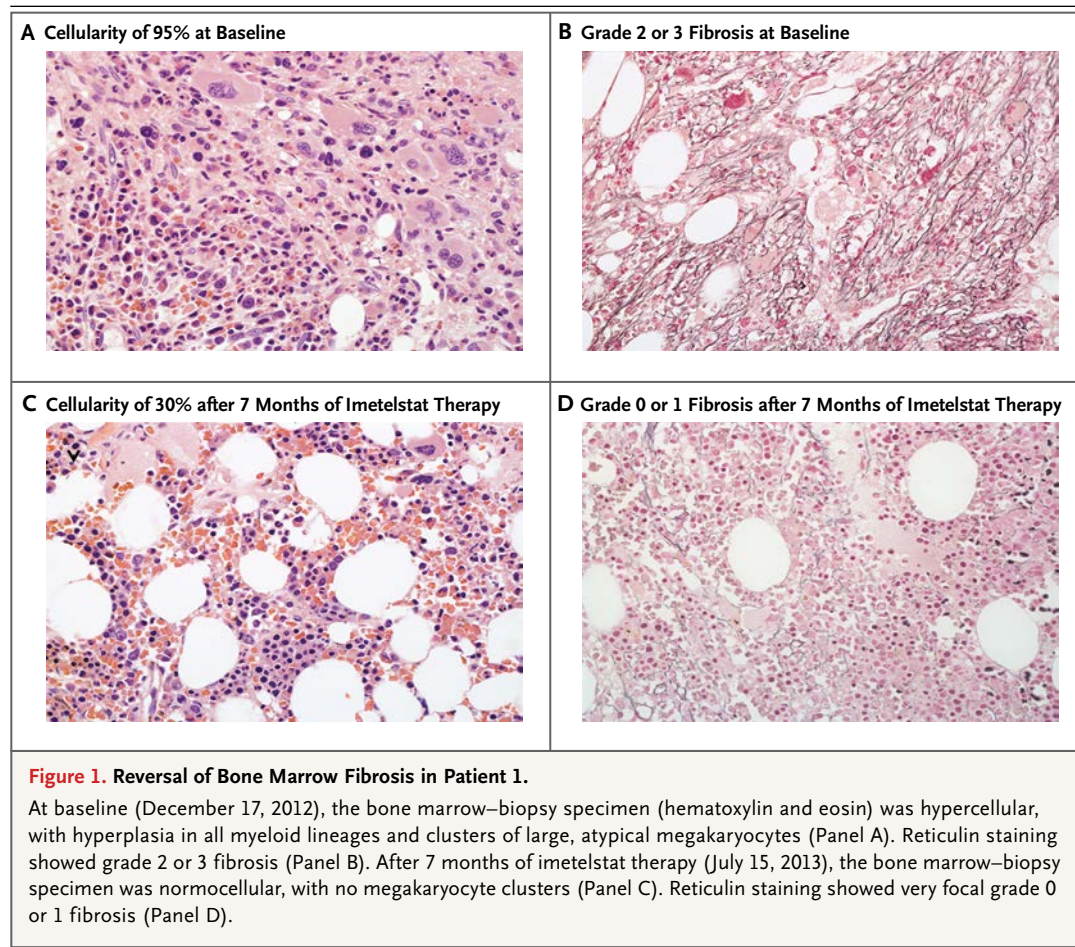 A Cellularity of 95% at Baseline
B Grade 2 or 3 Fibrosis at Baseline
C Cellularity of 30% after 7 Months of Imetelstat Therapy
D Grade 0 or 1 Fibrosis after 7 Months of Imetelstat Therapy
Figure 1. Reversal of Bone Marrow Fibrosis in Patient 1.
At baseline (December 17, 2012), the bone marrow–biopsy specimen (hematoxylin and eosin) was hypercellular,
with hyperplasia in all myeloid lineages and clusters of large, atypical megakaryocytes (Panel A). Reticulin staining
showed grade 2 or 3 fibrosis (Panel B). After 7 months of imetelstat therapy (July 15, 2013), the bone marrow–biopsy
specimen was normocellular, with no megakaryocyte clusters (Panel C). Reticulin staining showed very focal grade 0
or 1 fibrosis (Panel D).